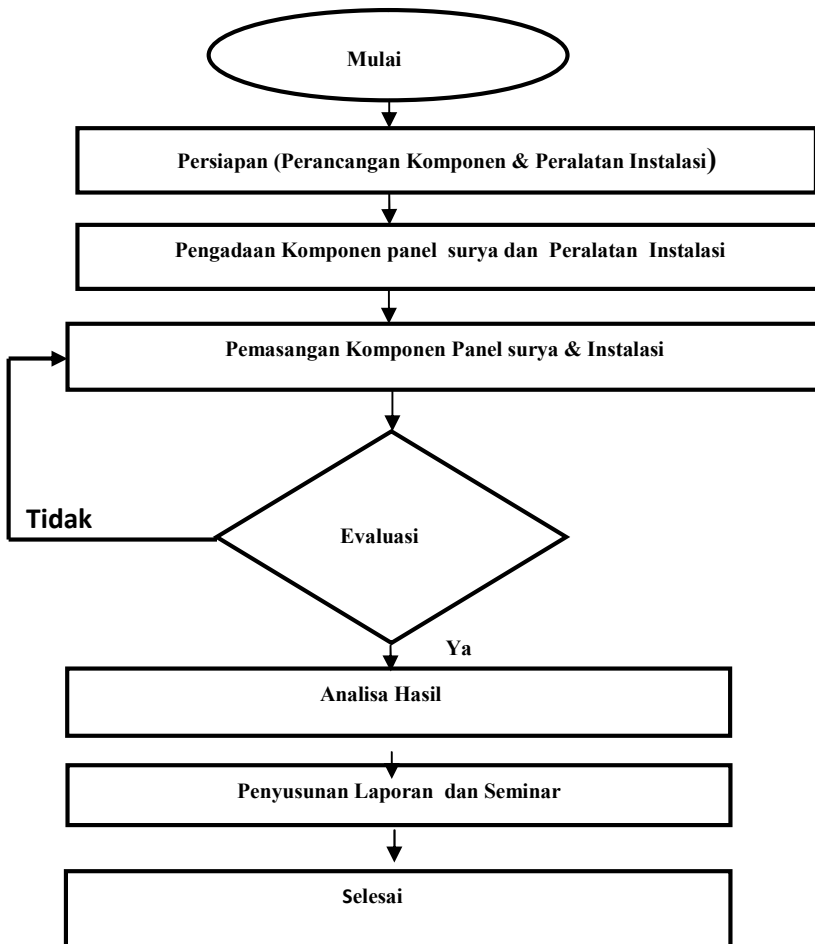 Mulai
Persiapan (Perancangan Komponen & Peralatan Instalasi)
Pengadaan Komponen panel surya dan Peralatan Instalasi
Pemasangan Komponen Panel surya & Instalasi
Tidak
Evaluasi
Ya
Analisa Hasil
Penyusunan Laporan dan Seminar
Selesai